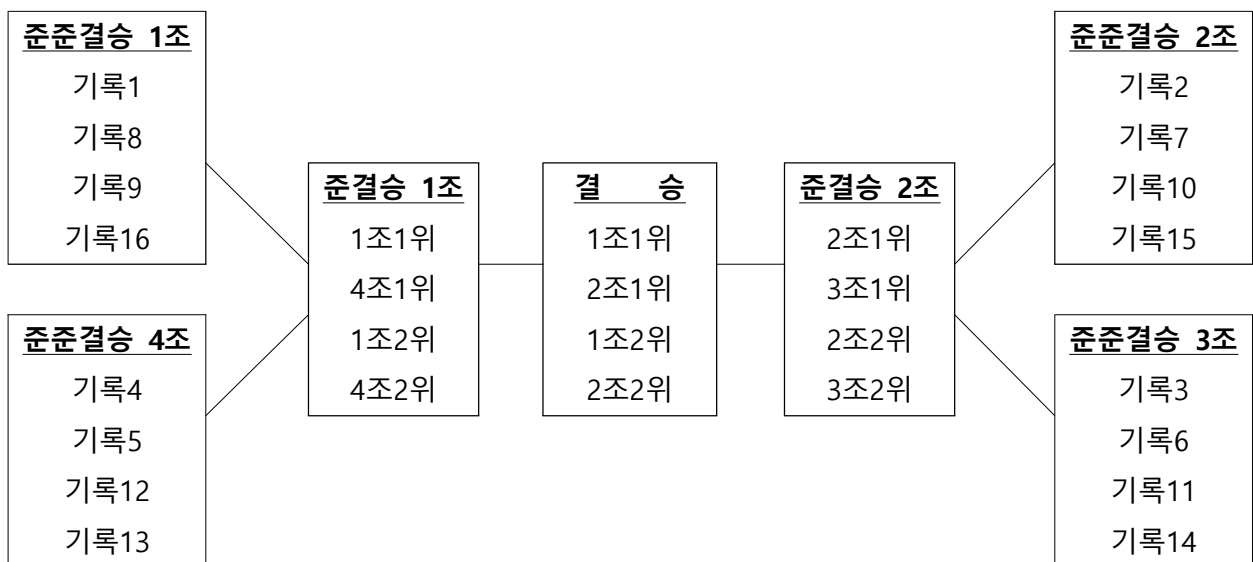 준준결승 1조
기록1
기록8
기록9
기록16
준준결승 4조
기록4
기록5
기록12
기록13
준결승 1조
1조1위
4조1위
1조2위
4조2위
결 승
1조1위
2조1위
1조2위
2조2위
준결승 2조
2조1위
3조1위
2조2위
3조2위
준준결승 2조
기록2
기록7
기록10
기록15
준준결승 3조
기록3
기록6
기록11
기록14